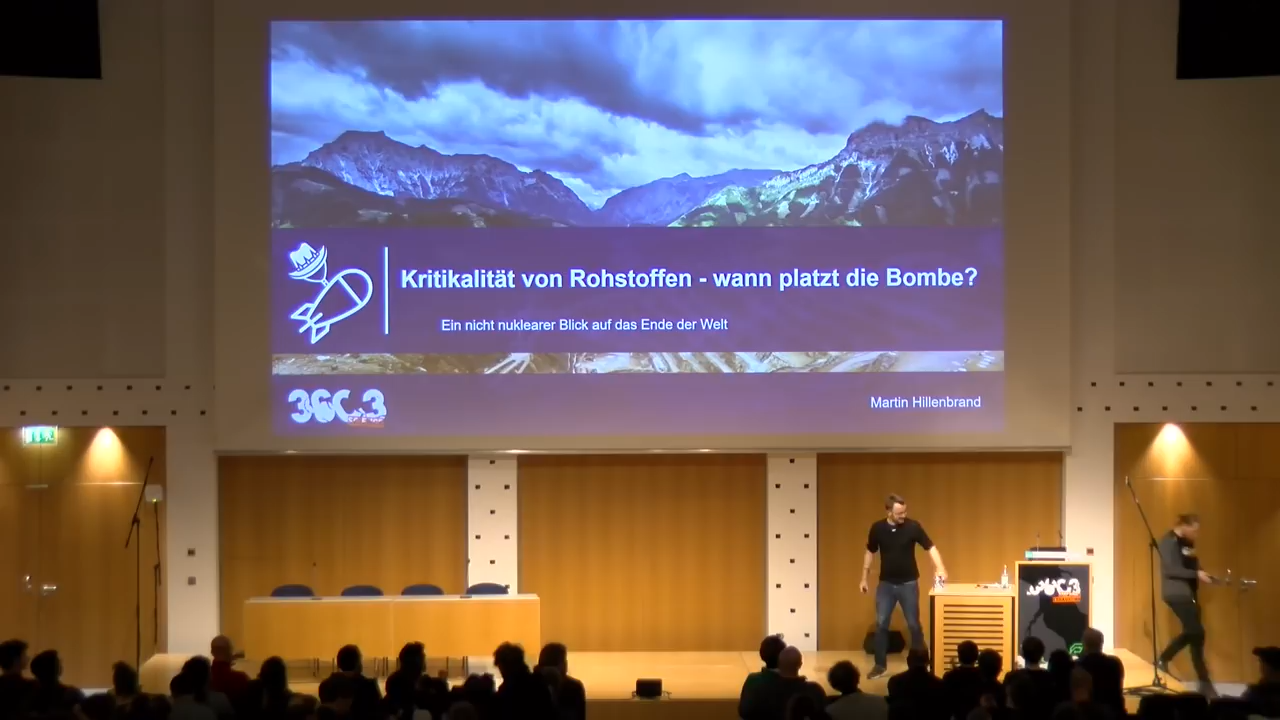 Kritikalität von Rohstoffen - wann platzt die Bombe?
Ein nicht nuklearer Blick auf das Ende der Welt
36C3
Martin Hillenbrand